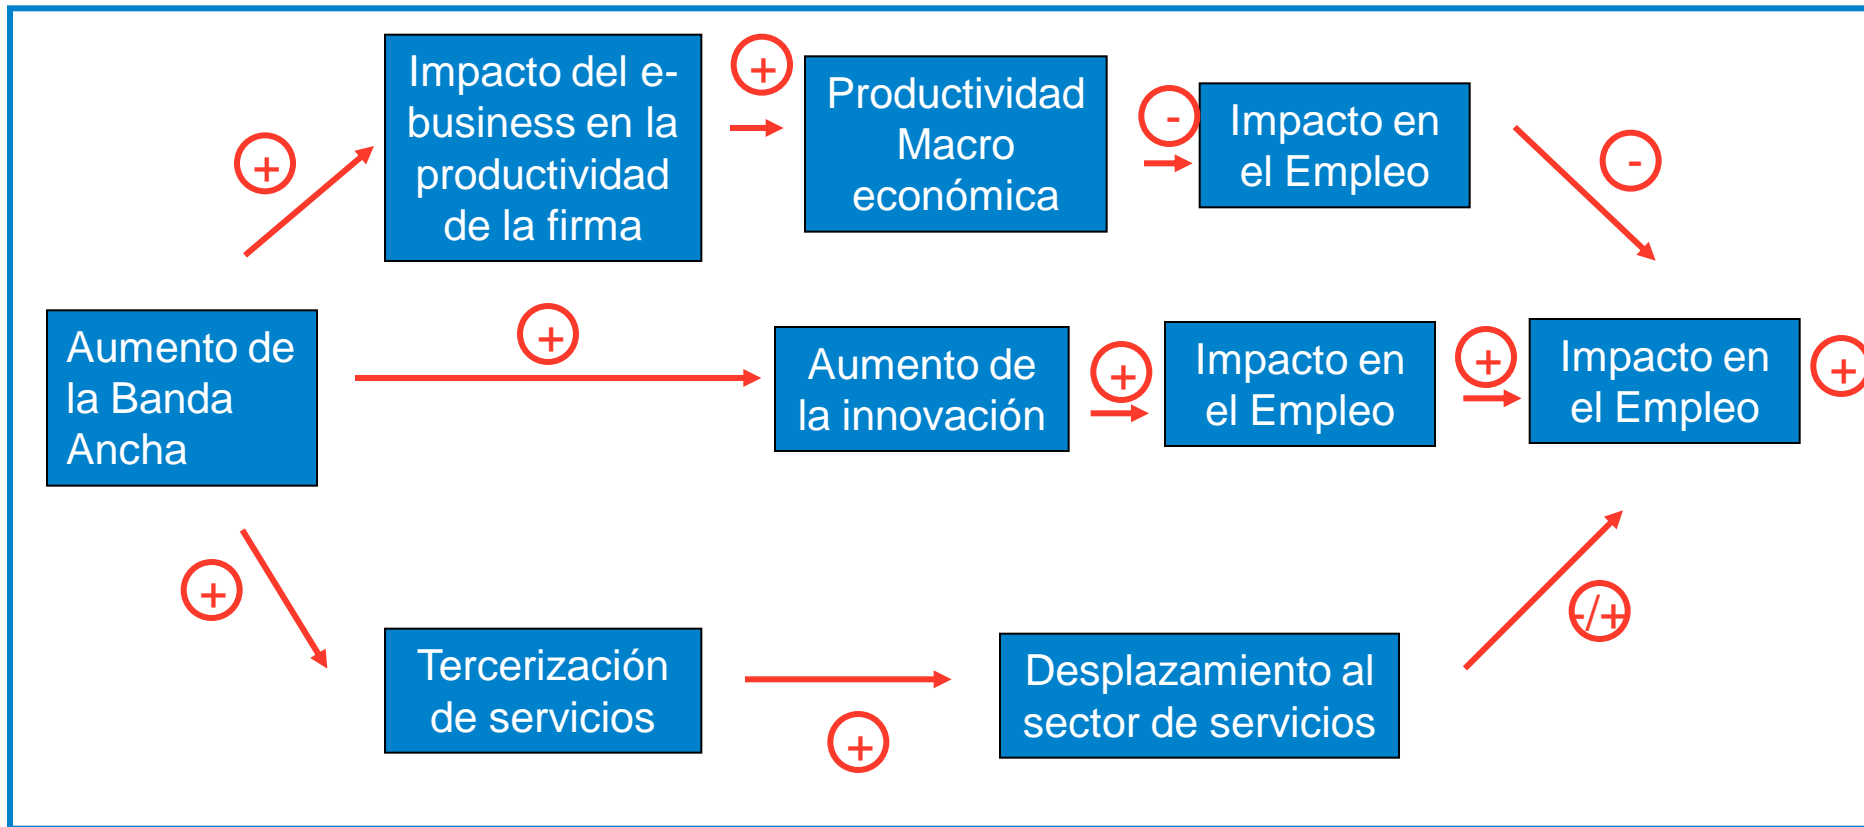 Impacto del e-
business en la
productividad
de la firma
+
Productividad
Macro
económica
-
Impacto en
el Empleo
-
+
Aumento de
la Banda
Ancha
+
Aumento de
la innovación
+
Impacto en
el Empleo
+
Impacto en
el Empleo
+
+
Tercerización
de servicios
+
Desplazamiento al
sector de servicios
-/+